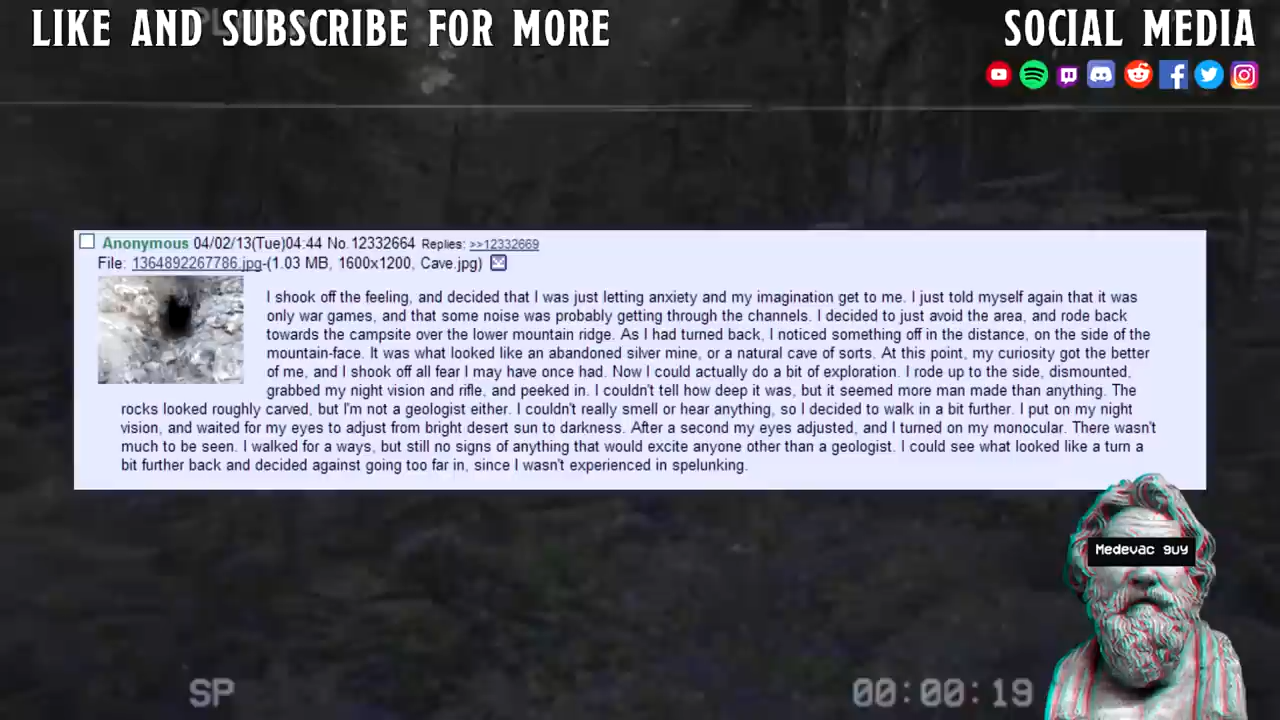 LIKE AND SUBSCRIBE FOR MORE
SOCIAL MEDIA
Anonymous 04/02/13(Tue)04:44 No.12332664 Replies: >>12332669
File: 1364892267786.jpg-(1.03 MB, 1600x1200, Cave.jpg)
I shook off the feeling, and decided that I was just letting anxiety and my imagination get to me. I just told myself again that it was
only war games, and that some noise was probably getting through the channels. I decided to just avoid the area, and rode back
towards the campsite over the lower mountain ridge. As I had turned back, I noticed something off in the distance, on the side of the
mountain-face. It was what looked like an abandoned silver mine, or a natural cave of sorts. At this point, my curiosity got the better
of me, and I shook off all fear I may have once had. Now I could actually do a bit of exploration. I rode up to the side, dismounted,
grabbed my night vision and rifle, and peeked in. I couldn't tell how deep it was, but it seemed more man made than anything. The
rocks looked roughly carved, but I'm not a geologist either. I couldn't really smell or hear anything, so I decided to walk in a bit further. I put on my night
vision, and waited for my eyes to adjust from bright desert sun to darkness. After a second my eyes adjusted, and I turned on my monocular. There wasn't
much to be seen. I walked for a ways, but still no signs of anything that would excite anyone other than a geologist. I could see what looked like a turn a
bit further back and decided against going too far in, since I wasn't experienced in spelunking.
Medevac guy
SP
00:00:19